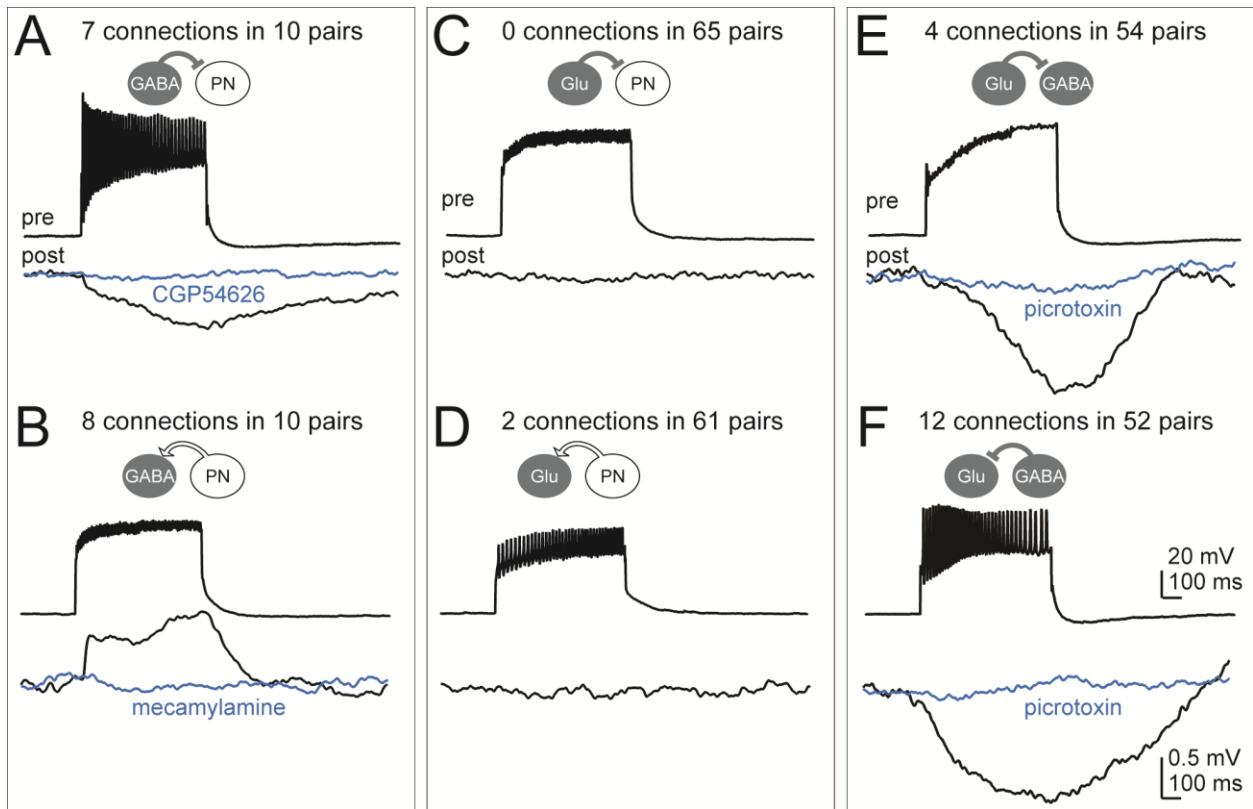 A
7 connections in 10 pairs
GABA
PN
pre
post
CGP54626
B
8 connections in 10 pairs
GABA
PN
mecamylamine
C
0 connections in 65 pairs
Glu
PN
pre
post
D
2 connections in 61 pairs
Glu
PN
E
4 connections in 54 pairs
Glu
GABA
pre
post
picrotoxin
F
12 connections in 52 pairs
Glu
GABA
20 mV
100 ms
picrotoxin
0.5 mV
100 ms